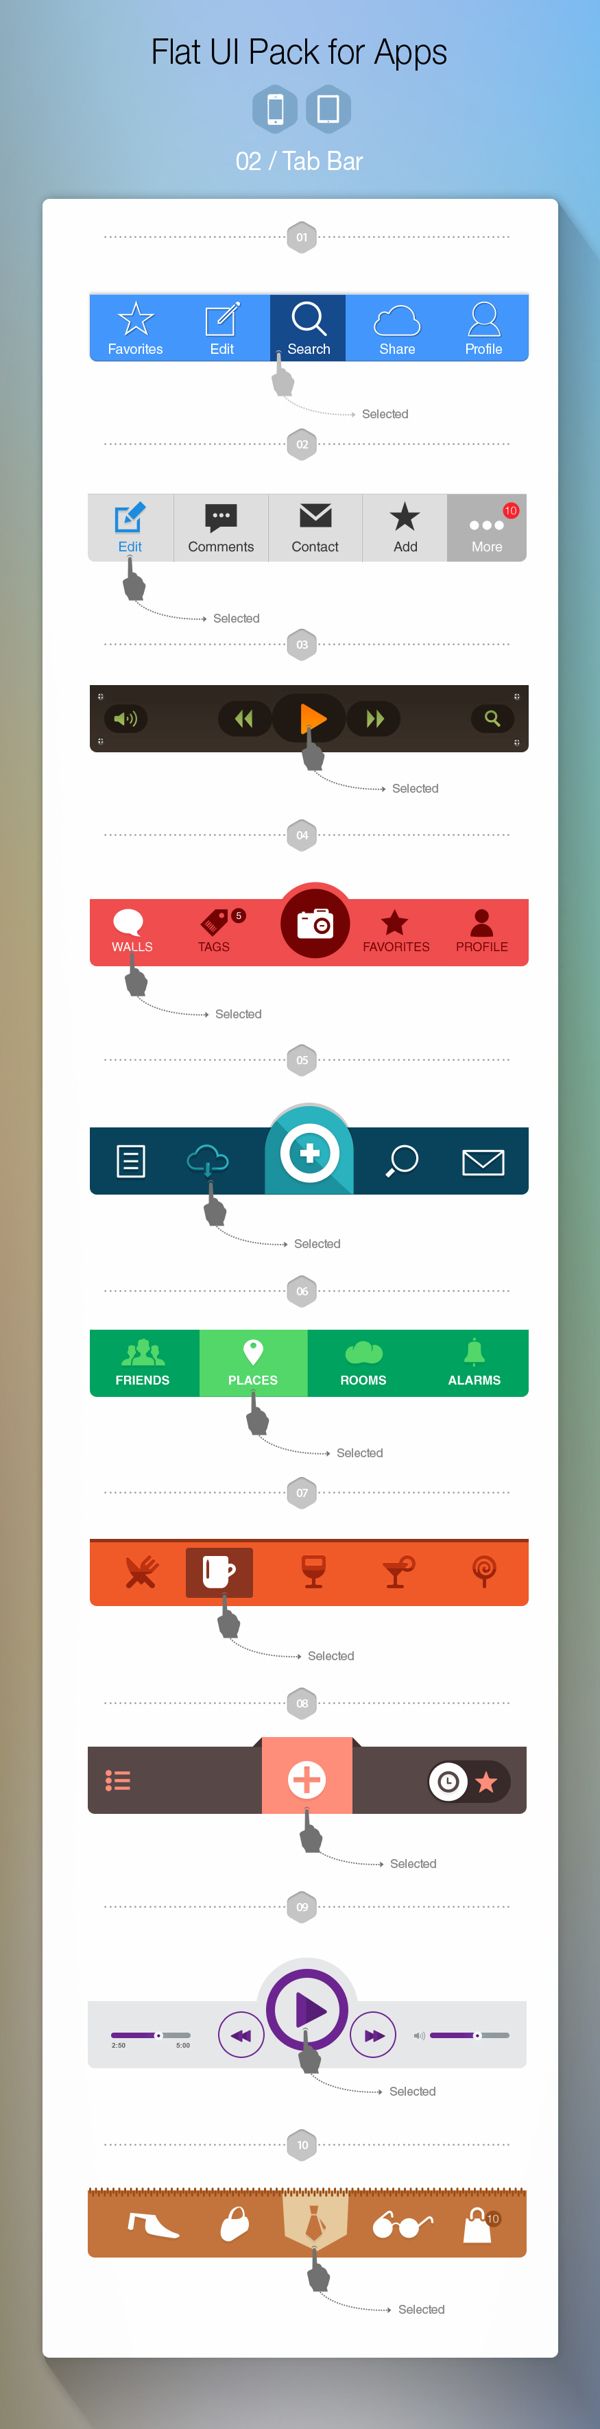 Flat UI Pack for Apps
02 / Tab Bar
01
Favorites Edit Search Share Profile
Selected
02
10
Edit Comments Contact Add More
Selected
03
Selected
04
5
WALLS TAGS FAVORITES PROFILE
Selected
05
Selected
06
FRIENDS PLACES ROOMS ALARMS
Selected
07
Selected
08
Selected
09
2:50 5:00
Selected
10
10
Selected